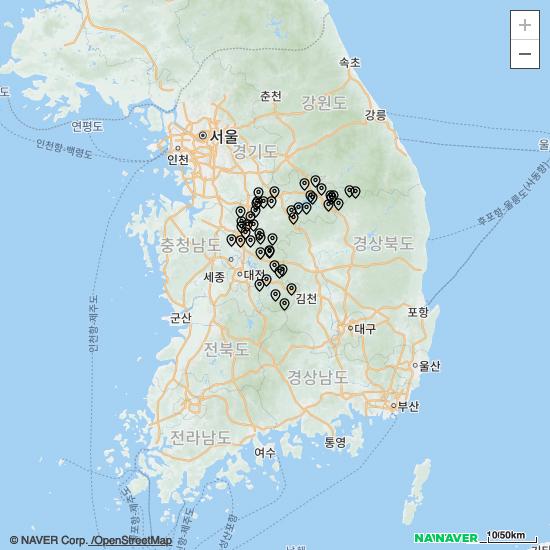 속초
춘천
강원도
강릉
도
연평도
서울
인천항-백령도
인천
경기도
울
후포항-울릉도(사동항)
충청남도
경상북도
세종
대전
김천
인천항-제주도
군산
포항
대구
전라북도
울산
경상남도
부산
전라남도
통영
여수
© NAVER Corp. /OpenStreetMap
NAVER
10/50km